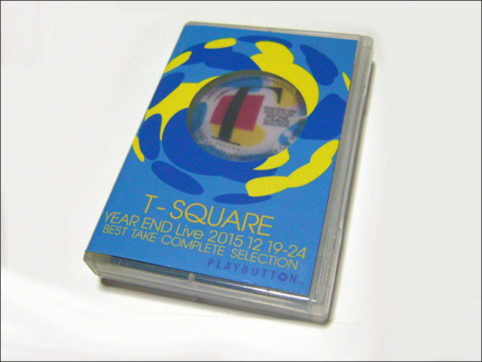 T
T-SQUARE
YEAR END Live 2015 12 19-24
BEST TAKE COMPLETE SELECTION
PLAYBUTTON